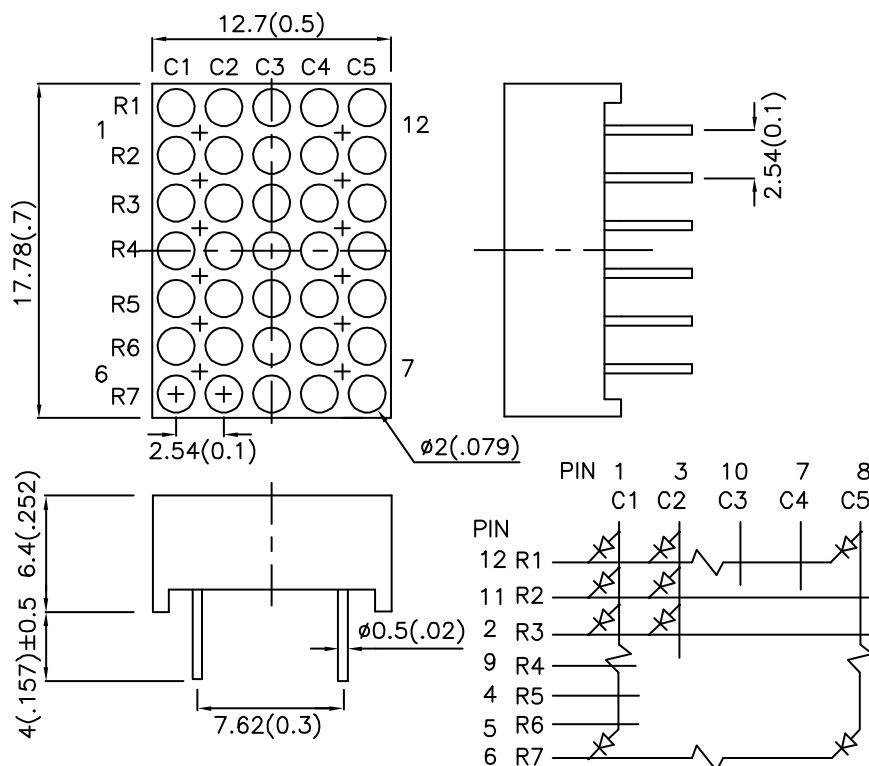 12.7(0.5)
C1 C2 C3 C4 C5
R1
1
12
R2
R3
R4
R5
R6
6
7
R7
17.78(.7)
2.54(0.1)
ø2(.079)
2.54(0.1)
6.4(.252)
4(.157)±0.5
ø0.5(.02)
7.62(0.3)
PIN 1 3 10 7 8
C1 C2 C3 C4 C5
PIN
12 R1
11 R2
2 R3
9 R4
4 R5
5 R6
6 R7